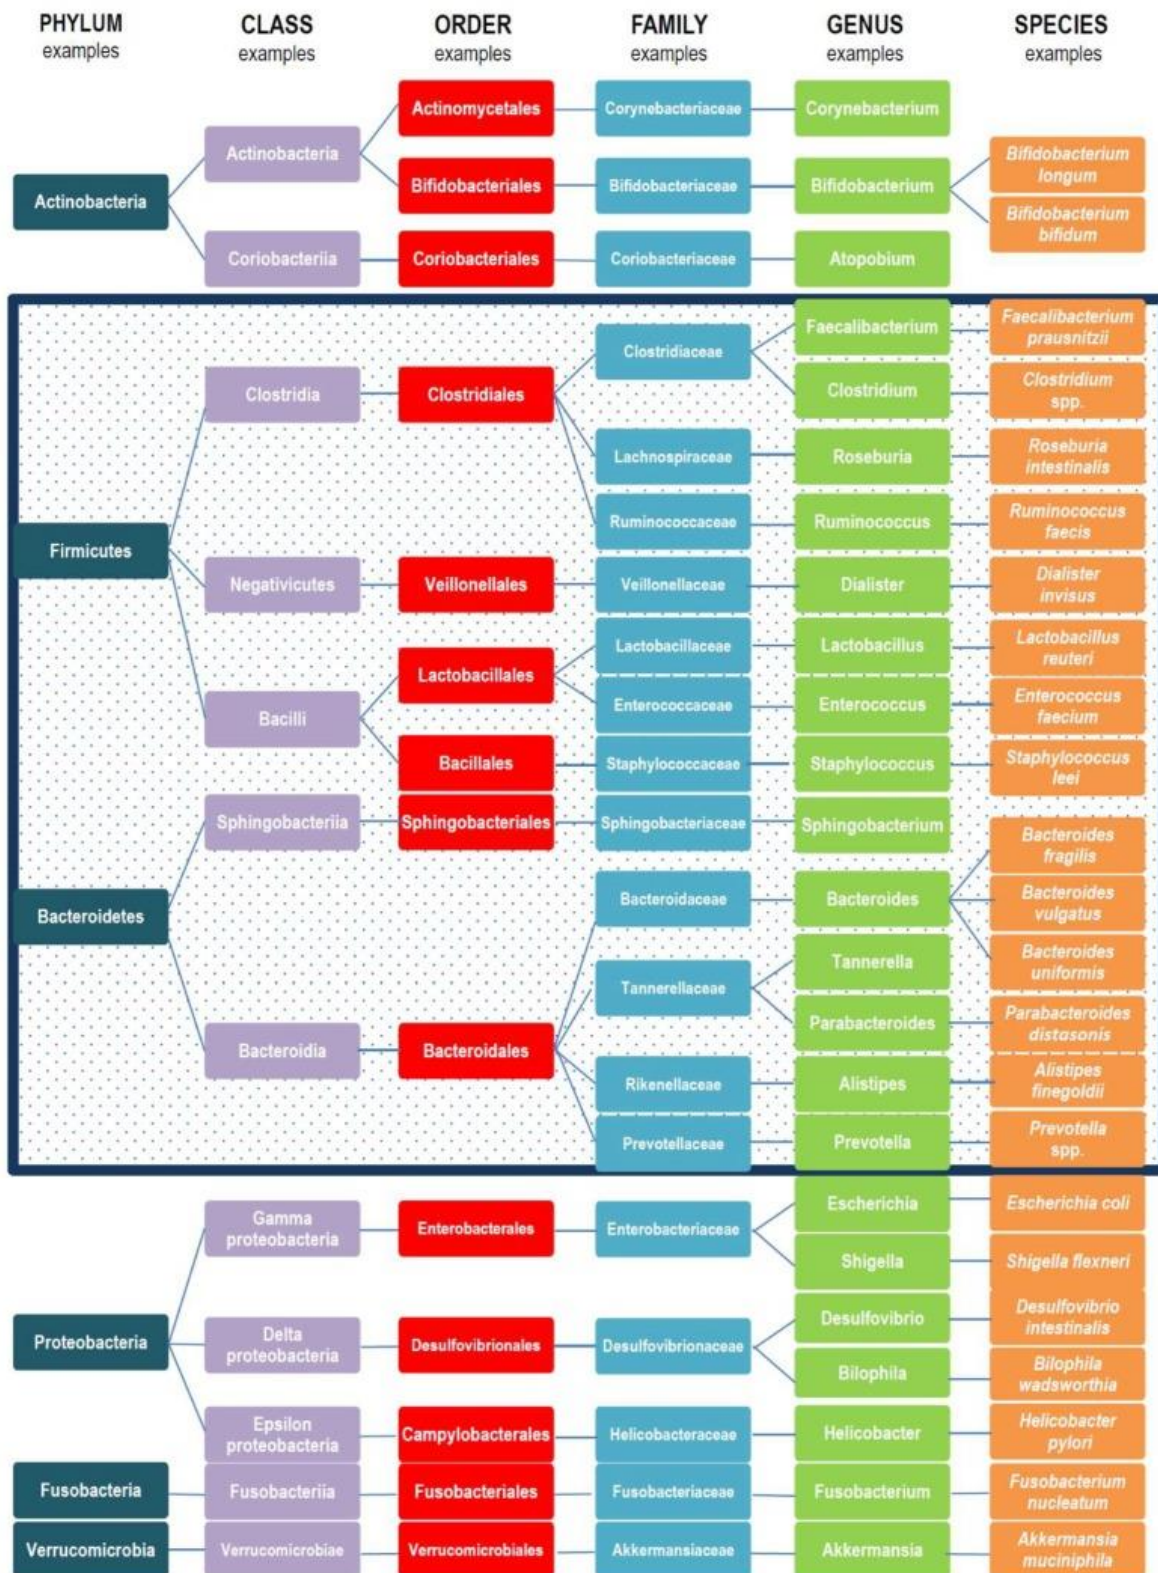 PHYLUM CLASS ORDER FAMILY GENUS SPECIES
examples examples examples examples examples examples
Actinomycetales Corynebacteriaceae Corynebacterium
Actinobacteria
Bifidobacterium
longum
Bifidobacteriales Bifidobacteriaceae Bifidobacterium
Actinobacteria
Bifidobacterium
bifidum
Coriobacteriia Coriobacteriales Coriobacteriaceae Atopobium
Faecalibacterium
Faecalibacterium
prausnitzii
Clostridiaceae
Clostridia Clostridiales Clostridium
Clostridium
spp.
Lachnospiraceae Roseburia
Roseburia
intestinalis
Ruminococcaceae Ruminococcus
Ruminococcus
faecis
Firmicutes
Negativicutes Veillonellales Veillonellaceae Dialister
Dialister
invisus
Lactobacillaceae Lactobacillus
Lactobacillus
reuteri
Lactobacillales
Enterococcaceae Enterococcus
Enterococcus
faecium
Bacilli
Bacillales Staphylococcaceae Staphylococcus
Staphylococcus
leei
Sphingobacteriia Sphingobacteriales Sphingobacteriaceae Sphingobacterium
Bacteroides
fragilis
Bacteroidaceae Bacteroides
Bacteroides
vulgatus
Bacteroidetes
Tannerella
Bacteroides
uniformis
Tannerellaceae
Parabacteroides
Parabacteroides
distasonis
Bacteroidia Bacteroidales
Rikenellaceae Alistipes
Alistipes
finegoldii
Prevotellaceae Prevotella
Prevotella
spp.
Escherichia Escherichia coli
Gamma
proteobacteria
Enterobacterales Enterobacteriaceae
Shigella Shigella flexneri
Desulfovibrio
Desulfovibrio
intestinalis
Proteobacteria
Delta
proteobacteria
Desulfovibrionales Desulfovibrionaceae
Bilophila
Bilophila
wadsworthia
Epsilon
proteobacteria
Campylobacterales Helicobacteraceae Helicobacter
Helicobacter
pylori
Fusobacteria Fusobacteriia Fusobacteriales Fusobacteriaceae Fusobacterium
Fusobacterium
nucleatum
Verrucomicrobia Verrucomicrobiae Verrucomicrobiales Akkermansiaceae Akkermansia
Akkermansia
muciniphila